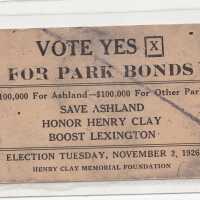 VOTE YES X
FOR PARK BONDS
100,000 For Ashland—$100.000 For Other Par
SAVE ASHLAND
HONOR HENRY CLAY
BOOST LEXINGTON
ELECTION TUESDAY, NOVEMBER 2, 1926
HENRY CLAY MEMORIAL FOUNDATION